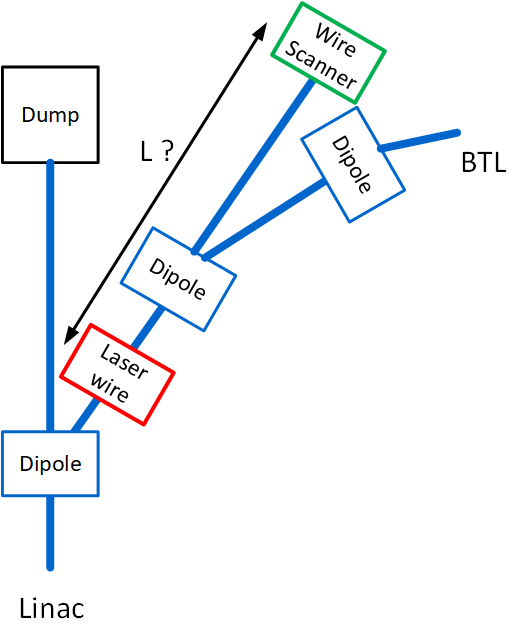 Wire
Scanner
Dump
L ?
Dipole
BTL
Dipole
Laser
wire
Dipole
Linac